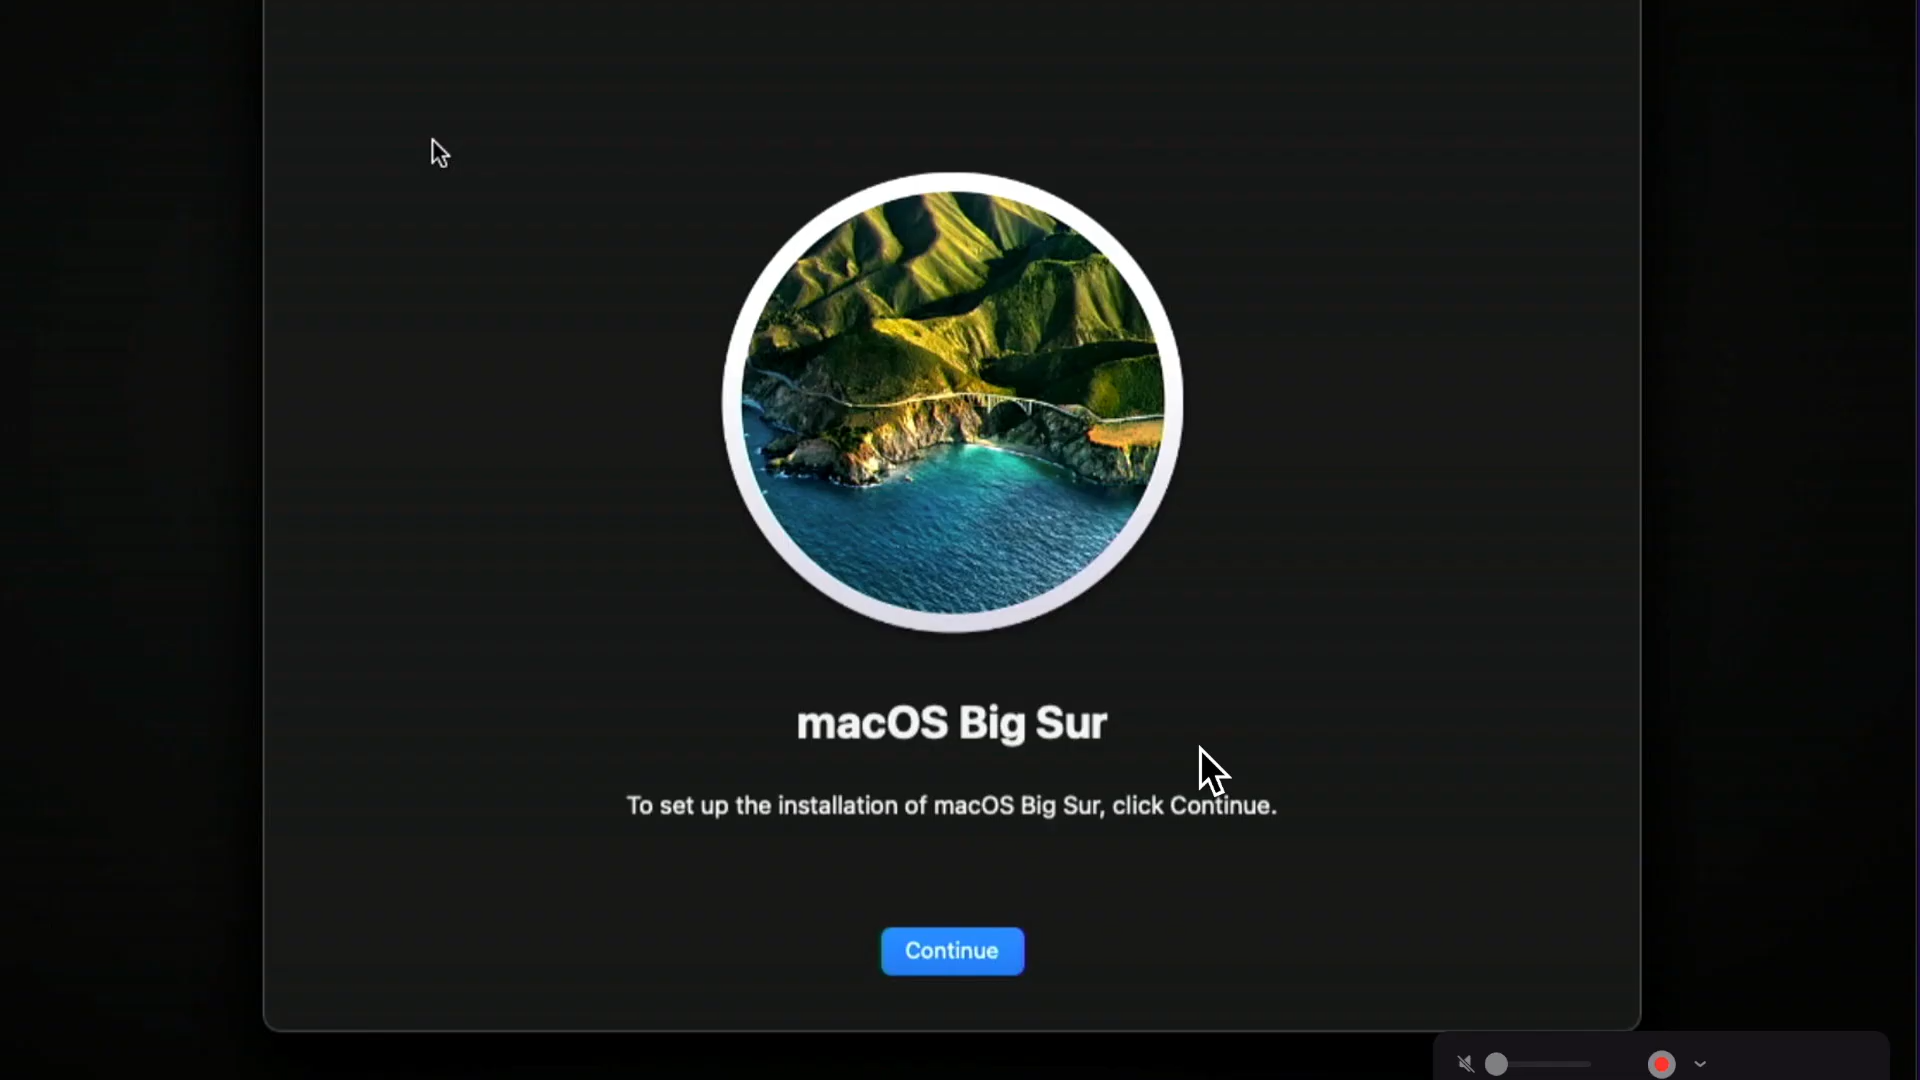 macOS Big Sur
To set up the installation of macOS Big Sur, click Continue.
Continue